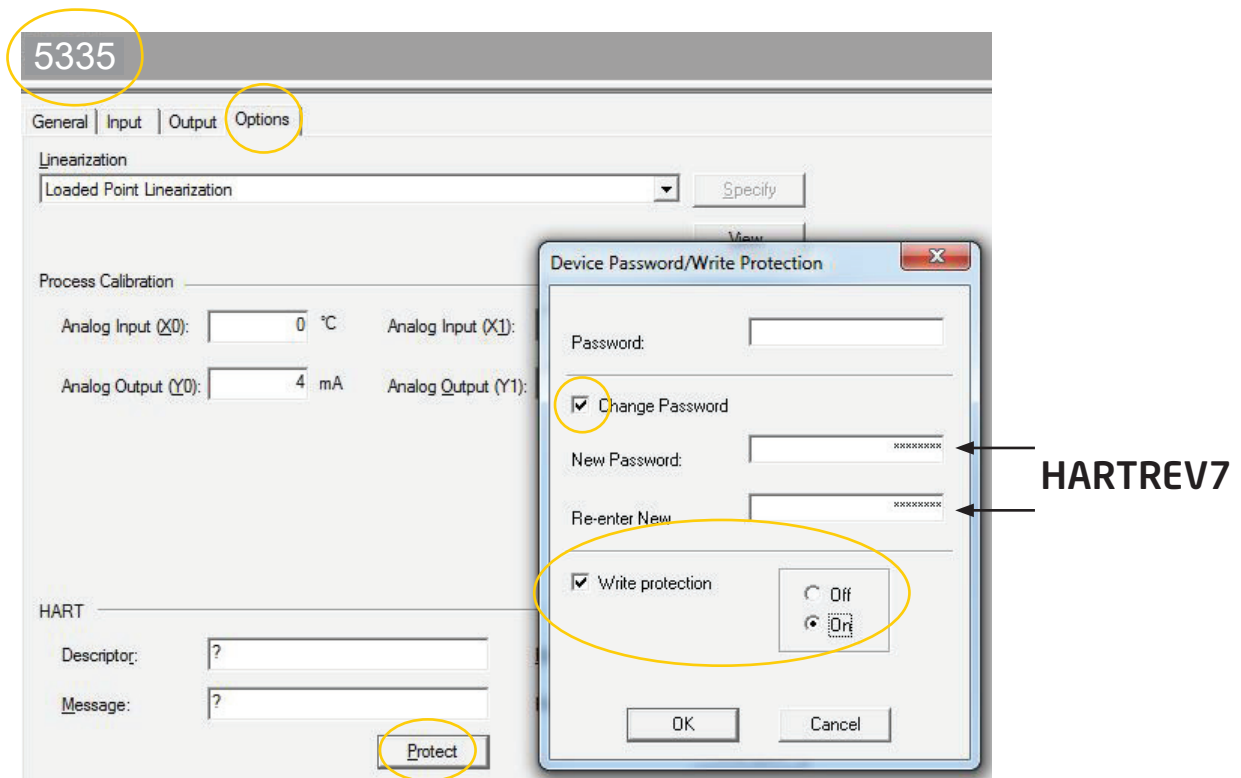 5335
General Input Output Options
Linearization
Loaded Point Linearization Specify
View
Device Password/Write Protection
Process Calibration
Analog Input (X0): 0 °C Analog Input (X1):
Password:
Analog Output (Y0): 4 mA Analog Output (Y1):
Change Password
New Password: ********
HARTREV7
Re-enter New ********
Write protection Off
On
HART
Descriptor: ?
Message: ?
OK Cancel
Protect